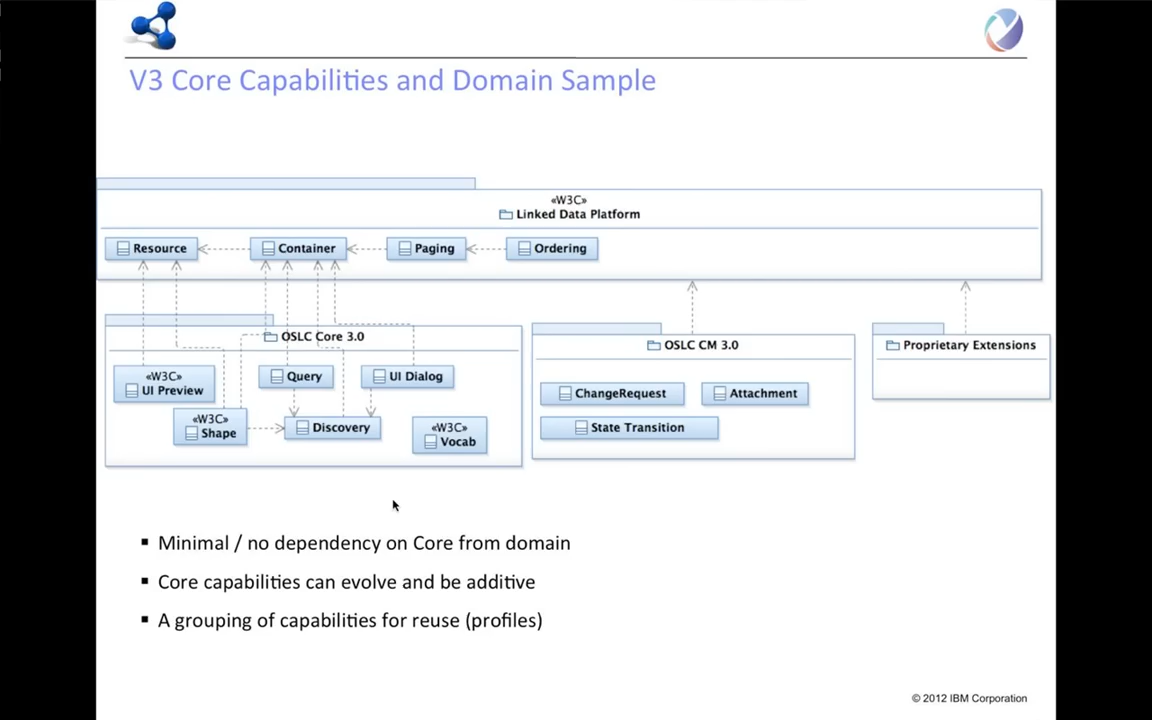 V3 Core Capabilities and Domain Sample
«W3C»
Linked Data Platform
Resource
Container
Paging
Ordering
OSLC Core 3.0
«W3C»
UI Preview
Query
UI Dialog
«W3C»
Shape
Discovery
«W3C»
Vocab
OSLC CM 3.0
ChangeRequest
Attachment
State Transition
Proprietary Extensions
▪ Minimal / no dependency on Core from domain
▪ Core capabilities can evolve and be additive
▪ A grouping of capabilities for reuse (profiles)
© 2012 IBM Corporation